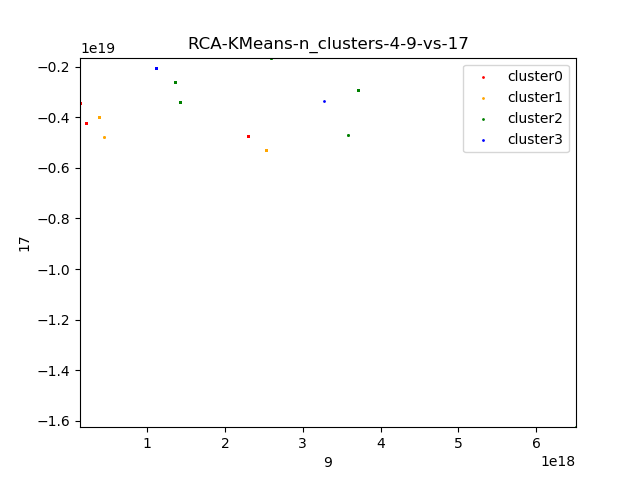 RCA-KMeans-n_clusters-4-9-vs-17
1e19
−0.2
−0.4
−0.6
−0.8
−1.0
−1.2
−1.4
−1.6
17
cluster0
cluster1
cluster2
cluster3
1 2 3 4 5 6
9
1e18